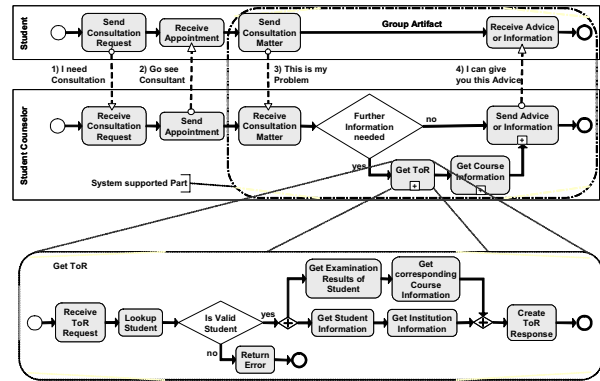 Student
Send
Consultation
Request
Receive
Appointment
Send
Consultation
Matter
Group Artifact
Receive Advice
or Information
1) I need
Consultation
2) Go see
Consultant
3) This is my
Problem
4) I can give
you this Advice
Student Counselor
Receive
Consultation
Request
Send
Appointment
Receive
Consultation
Matter
Further
Information
needed
no
yes
Send Advice
or Information
Get ToR
Get Course
Information
System supported Part
Get ToR
Receive
ToR
Request
Lookup
Student
Is Valid
Student
yes
no
Return
Error
Get Examination
Results of
Student
Get
corresponding
Course
Information
Get Student
Information
Get Institution
Information
Create
ToR
Response